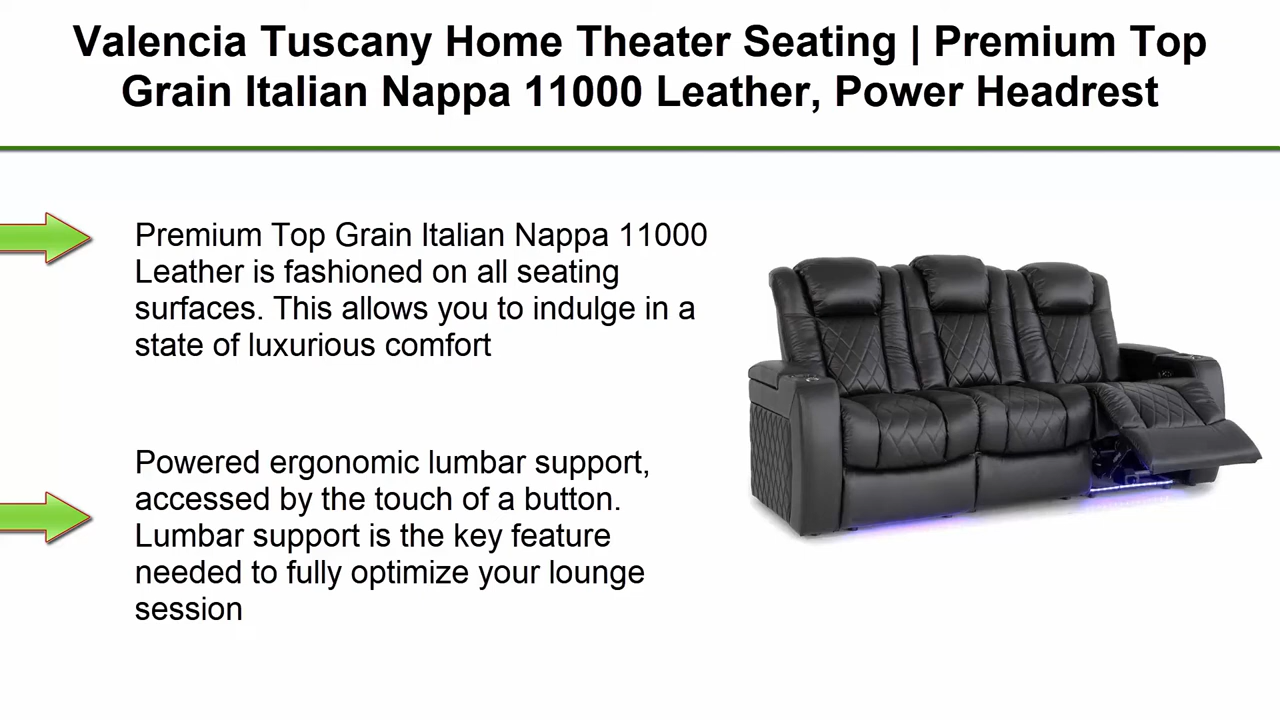 Valencia Tuscany Home Theater Seating | Premium Top
Grain Italian Nappa 11000 Leather, Power Headrest
Premium Top Grain Italian Nappa 11000
Leather is fashioned on all seating
surfaces. This allows you to indulge in a
state of luxurious comfort
Powered ergonomic lumbar support,
accessed by the touch of a button.
Lumbar support is the key feature
needed to fully optimize your lounge
session